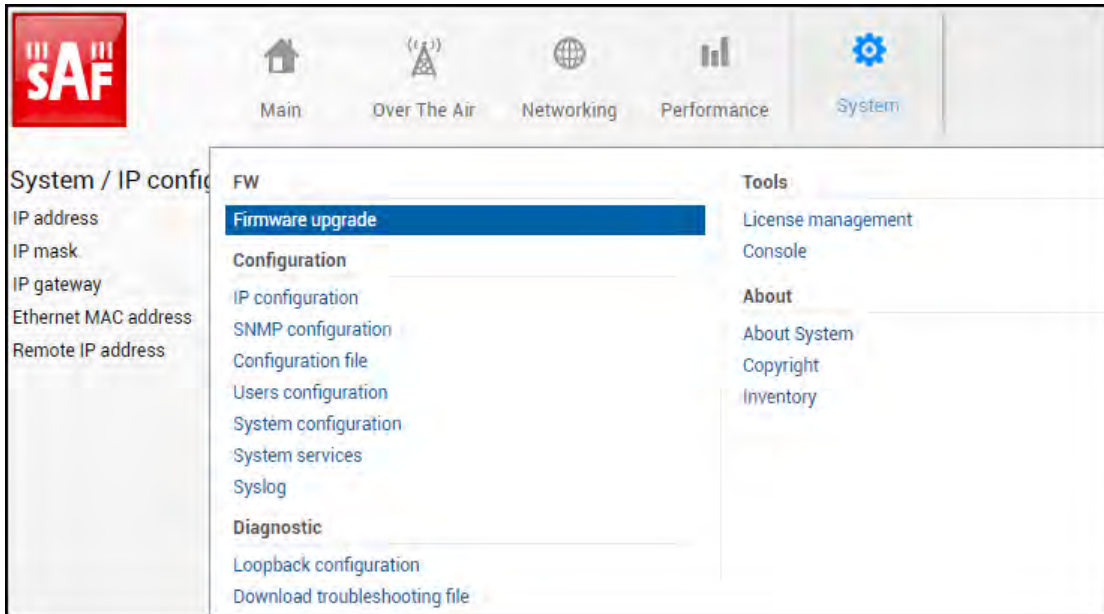 SAF
Main
Over The Air
Networking
Performance
System
System / IP config
IP address
IP mask
IP gateway
Ethernet MAC address
Remote IP address
FW
Firmware upgrade
Configuration
IP configuration
SNMP configuration
Configuration file
Users configuration
System configuration
System services
Syslog
Diagnostic
Loopback configuration
Download troubleshooting file
Tools
License management
Console
About
About System
Copyright
Inventory